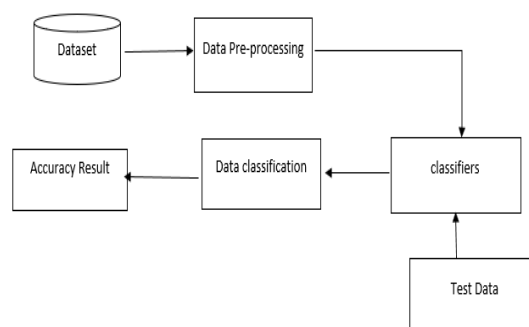 Dataset
Data Pre-processing
Accuracy Result
Data classification
classifiers
Test Data